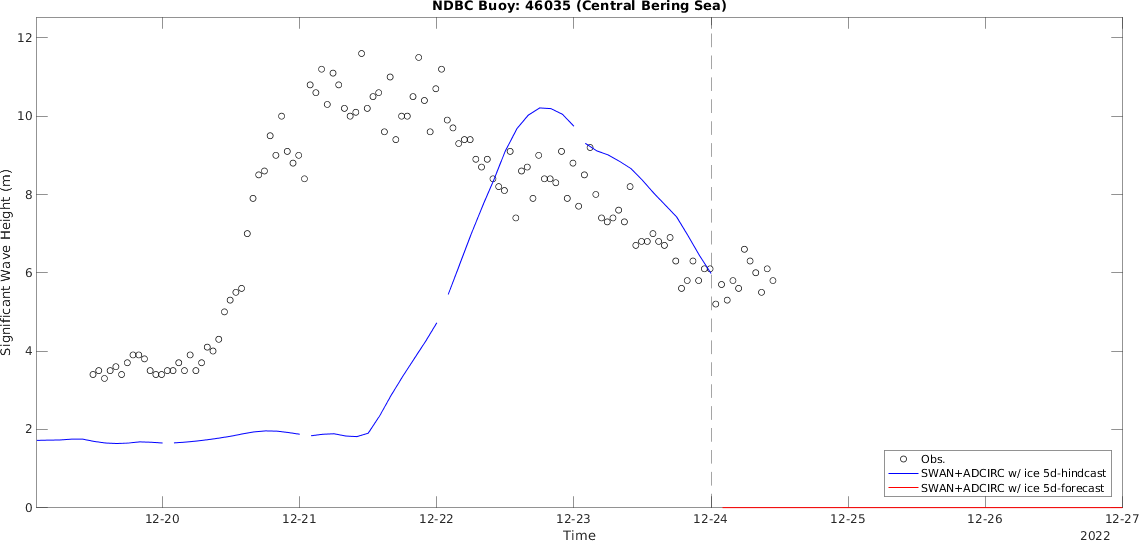 NDBC Buoy: 46035 (Central Bering Sea)
Significant Wave Height (m)
12
10
8
6
4
2
0
Obs.
SWAN+ADCIRC w/ ice 5d-hindcast
SWAN+ADCIRC w/ ice 5d-forecast
12-20 12-21 12-22 12-23 12-24 12-25 12-26 12-27
Time
2022